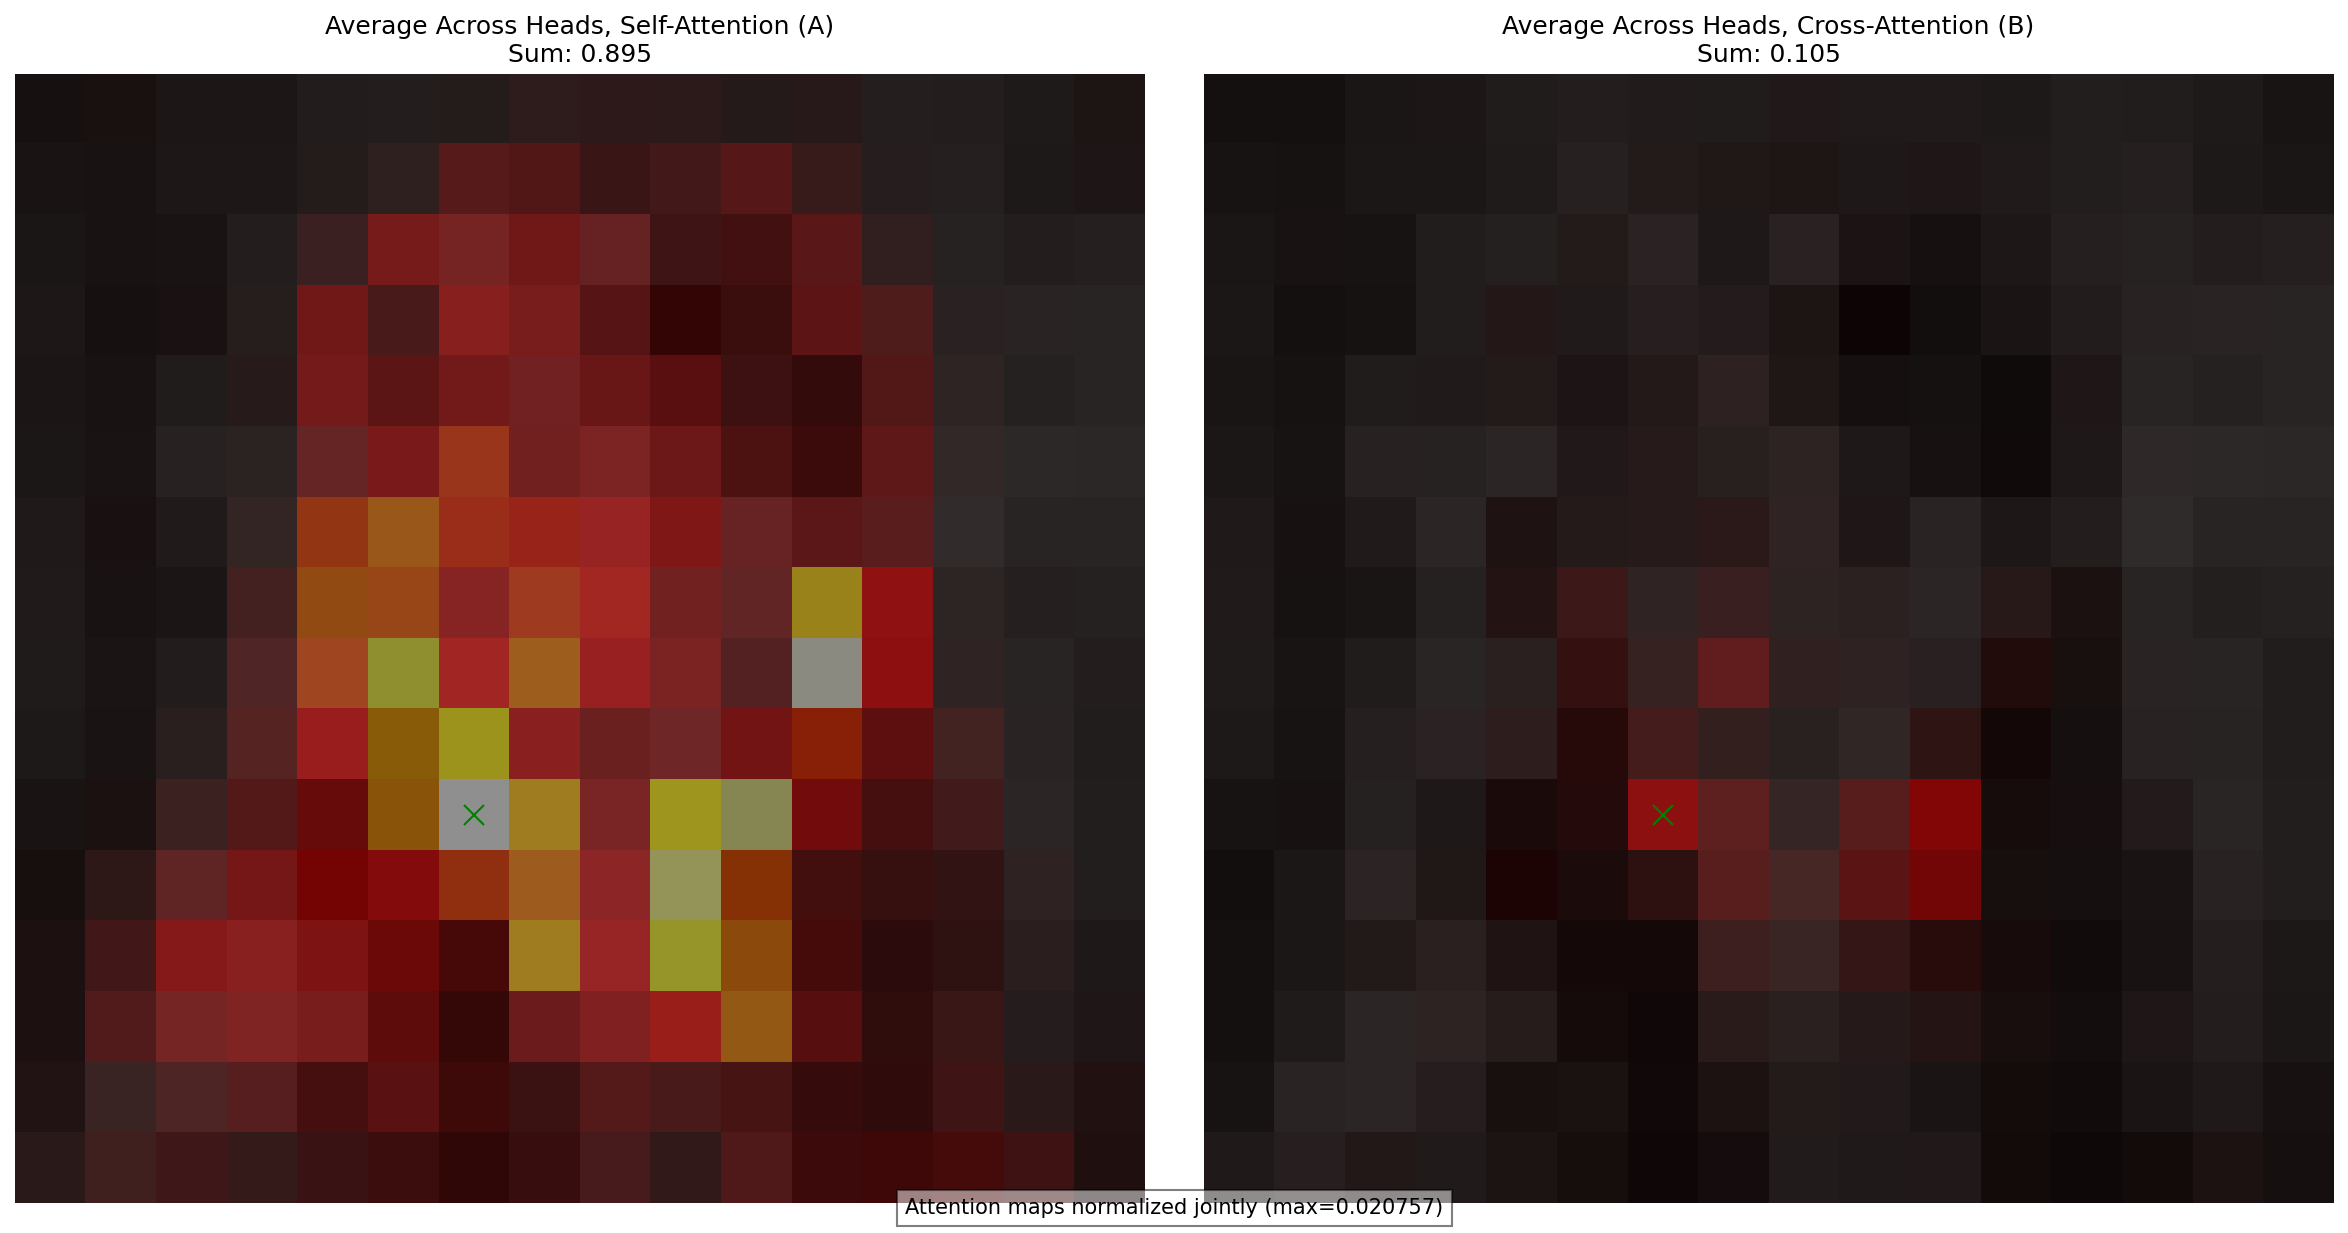 Average Across Heads, Self-Attention (A)
Sum: 0.895
Average Across Heads, Cross-Attention (B)
Sum: 0.105
Attention maps normalized jointly (max=0.020757)